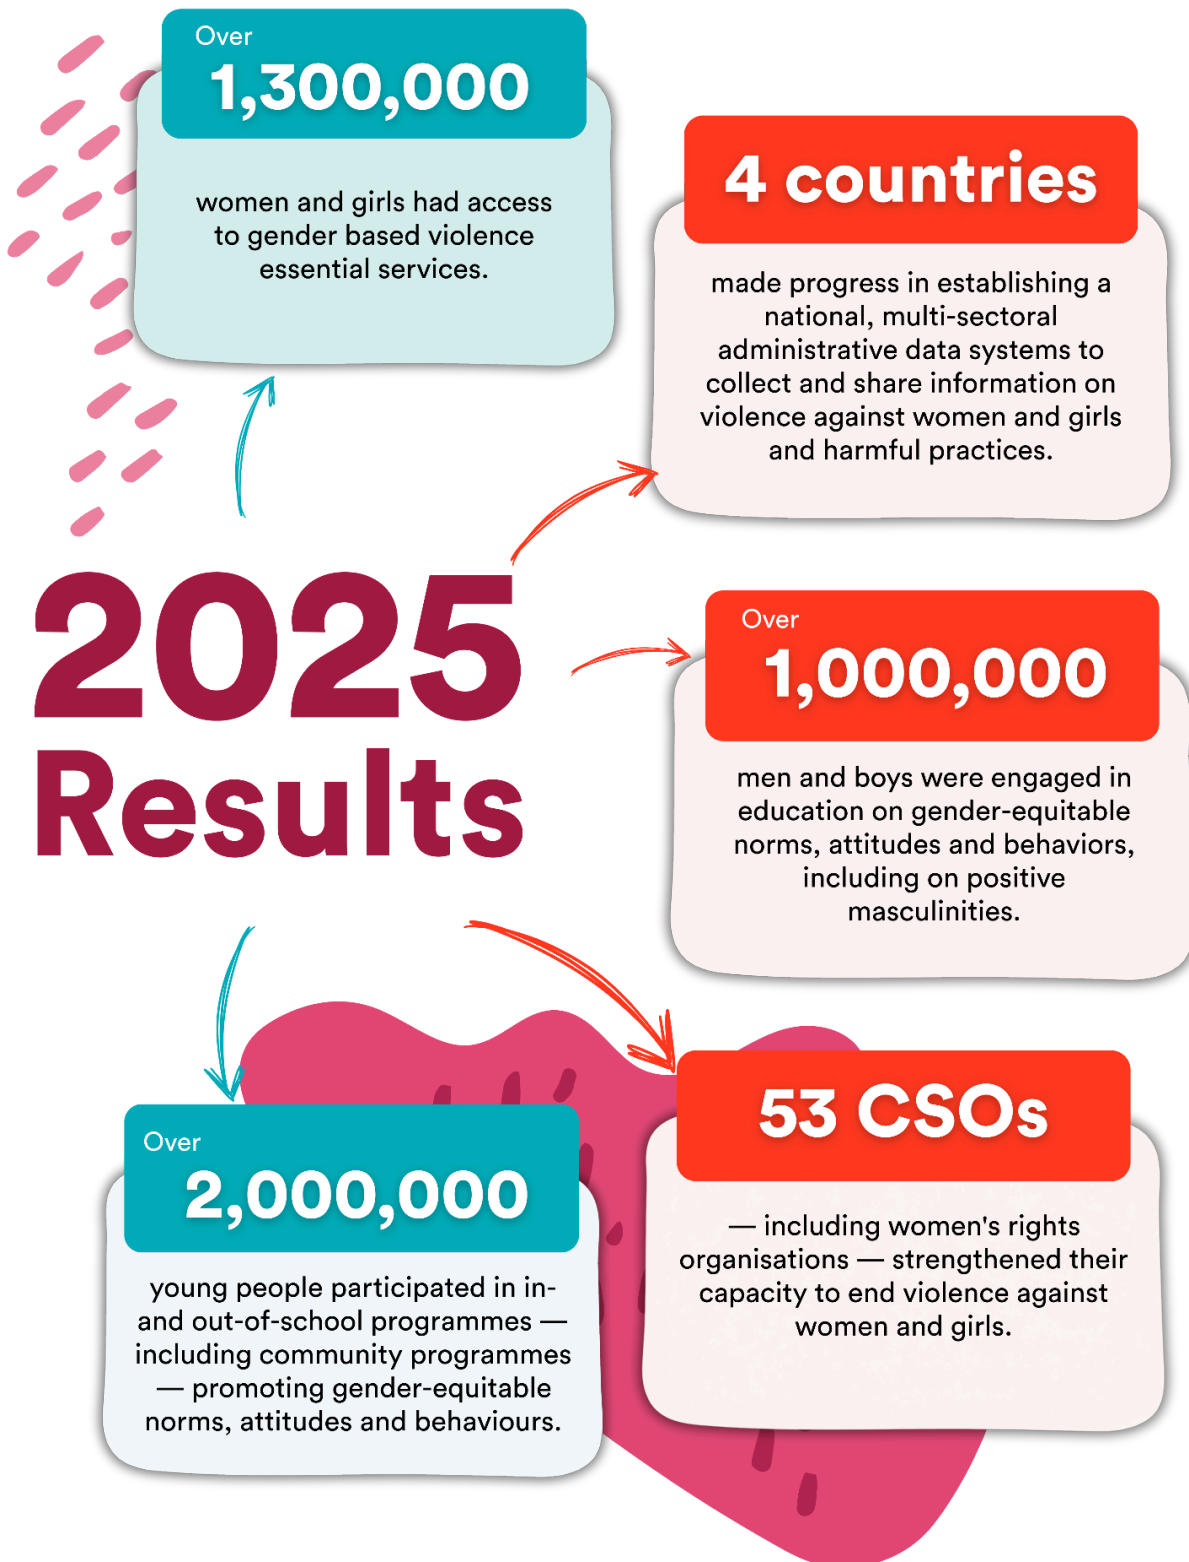 Over
1,300,000
women and girls had access
to gender based violence
essential services.
4 countries
made progress in establishing a
national, multi-sectoral
administrative data systems to
collect and share information on
violence against women and girls
and harmful practices.
2025
Results
Over
1,000,000
men and boys were engaged in
education on gender-equitable
norms, attitudes and behaviors,
including on positive
masculinities.
Over
2,000,000
young people participated in in-
and out-of-school programmes —
including community programmes
— promoting gender-equitable
norms, attitudes and behaviours.
53 CSOs
— including women's rights
organisations — strengthened their
capacity to end violence against
women and girls.